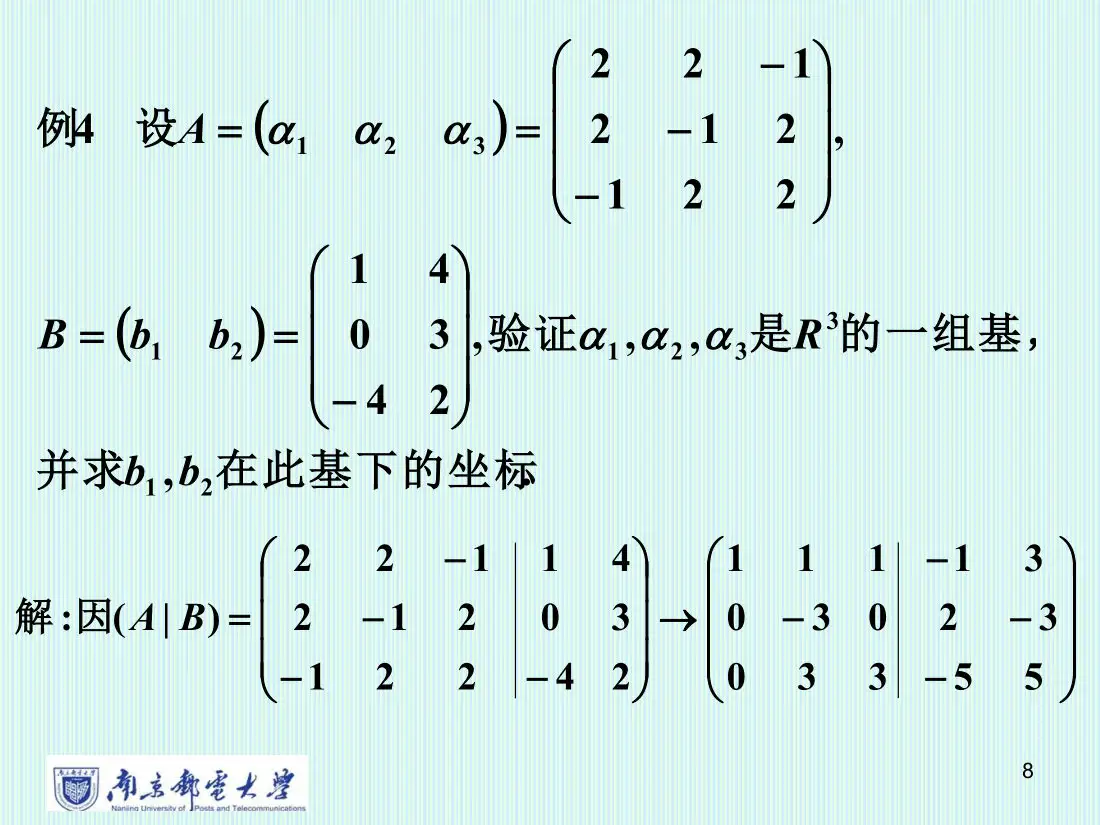 例4 设A = (α₁ α₂ α₃) = ( 2 2 −1
2 −1 2
−1 2 2 ),
B = (b₁ b₂) = ( 1 4
0 3
−4 2 ), 验证α₁,α₂,α₃是R³的一组基，
并求b₁,b₂在此基下的坐标.
解:因(A|B) = ( 2 2 −1 | 1 4
2 −1 2 | 0 3
−1 2 2 | −4 2 ) → ( 1 1 1 | −1 3
0 −3 0 | 2 −3
0 3 3 | −5 5 )
南京邮電大學
Nanjing University of Posts and Telecommunications
8